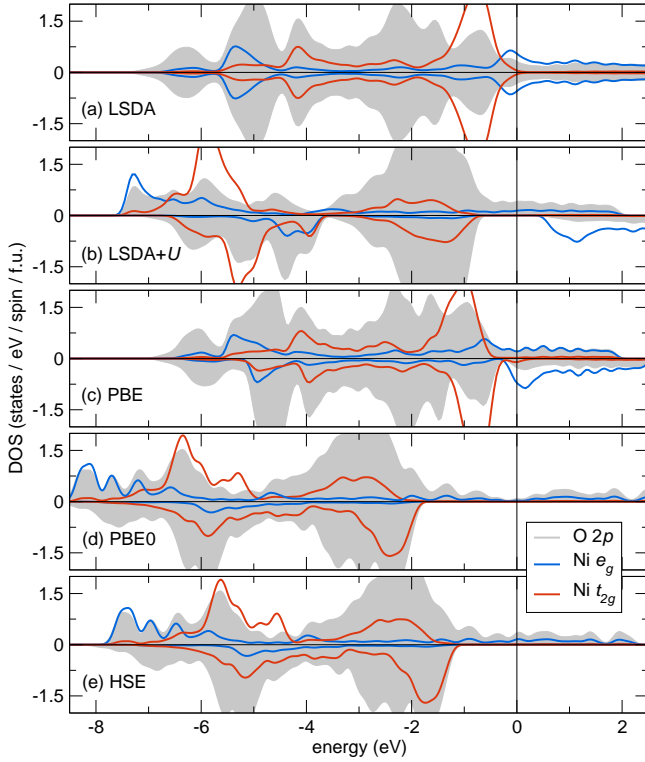 1.5
0
-1.5
(a) LSDA
1.5
0
-1.5
(b) LSDA+U
1.5
0
-1.5
(c) PBE
1.5
0
-1.5
(d) PBE0
1.5
0
-1.5
(e) HSE
DOS (states / eV / spin / f.u.)
O 2p
Ni e_g
Ni t_2g
-8 -6 -4 -2 0 2
energy (eV)